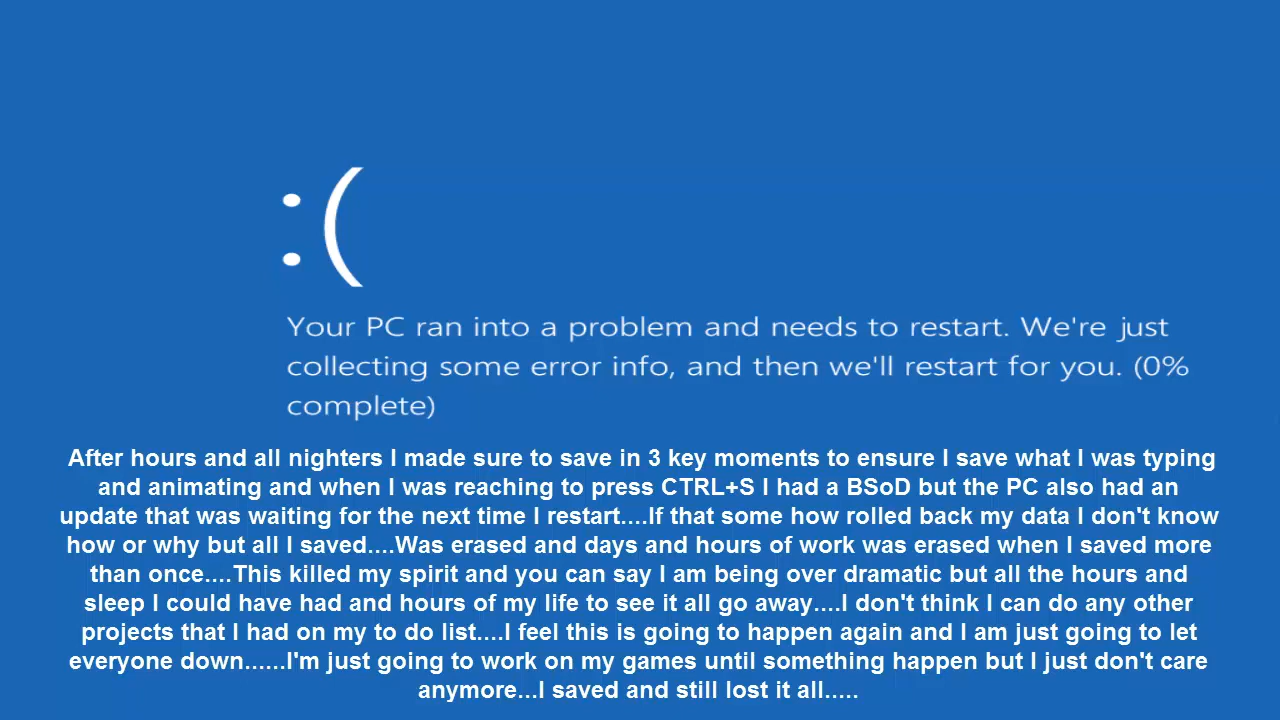 :(
Your PC ran into a problem and needs to restart. We're just
collecting some error info, and then we'll restart for you. (0%
complete)
After hours and all nighters I made sure to save in 3 key moments to ensure I save what I was typing
and animating and when I was reaching to press CTRL+S I had a BSoD but the PC also had an
update that was waiting for the next time I restart....If that some how rolled back my data I don't know
how or why but all I saved....Was erased and days and hours of work was erased when I saved more
than once....This killed my spirit and you can say I am being over dramatic but all the hours and
sleep I could have had and hours of my life to see it all go away....I don't think I can do any other
projects that I had on my to do list....I feel this is going to happen again and I am just going to let
everyone down......I'm just going to work on my games until something happen but I just don't care
anymore...I saved and still lost it all.....